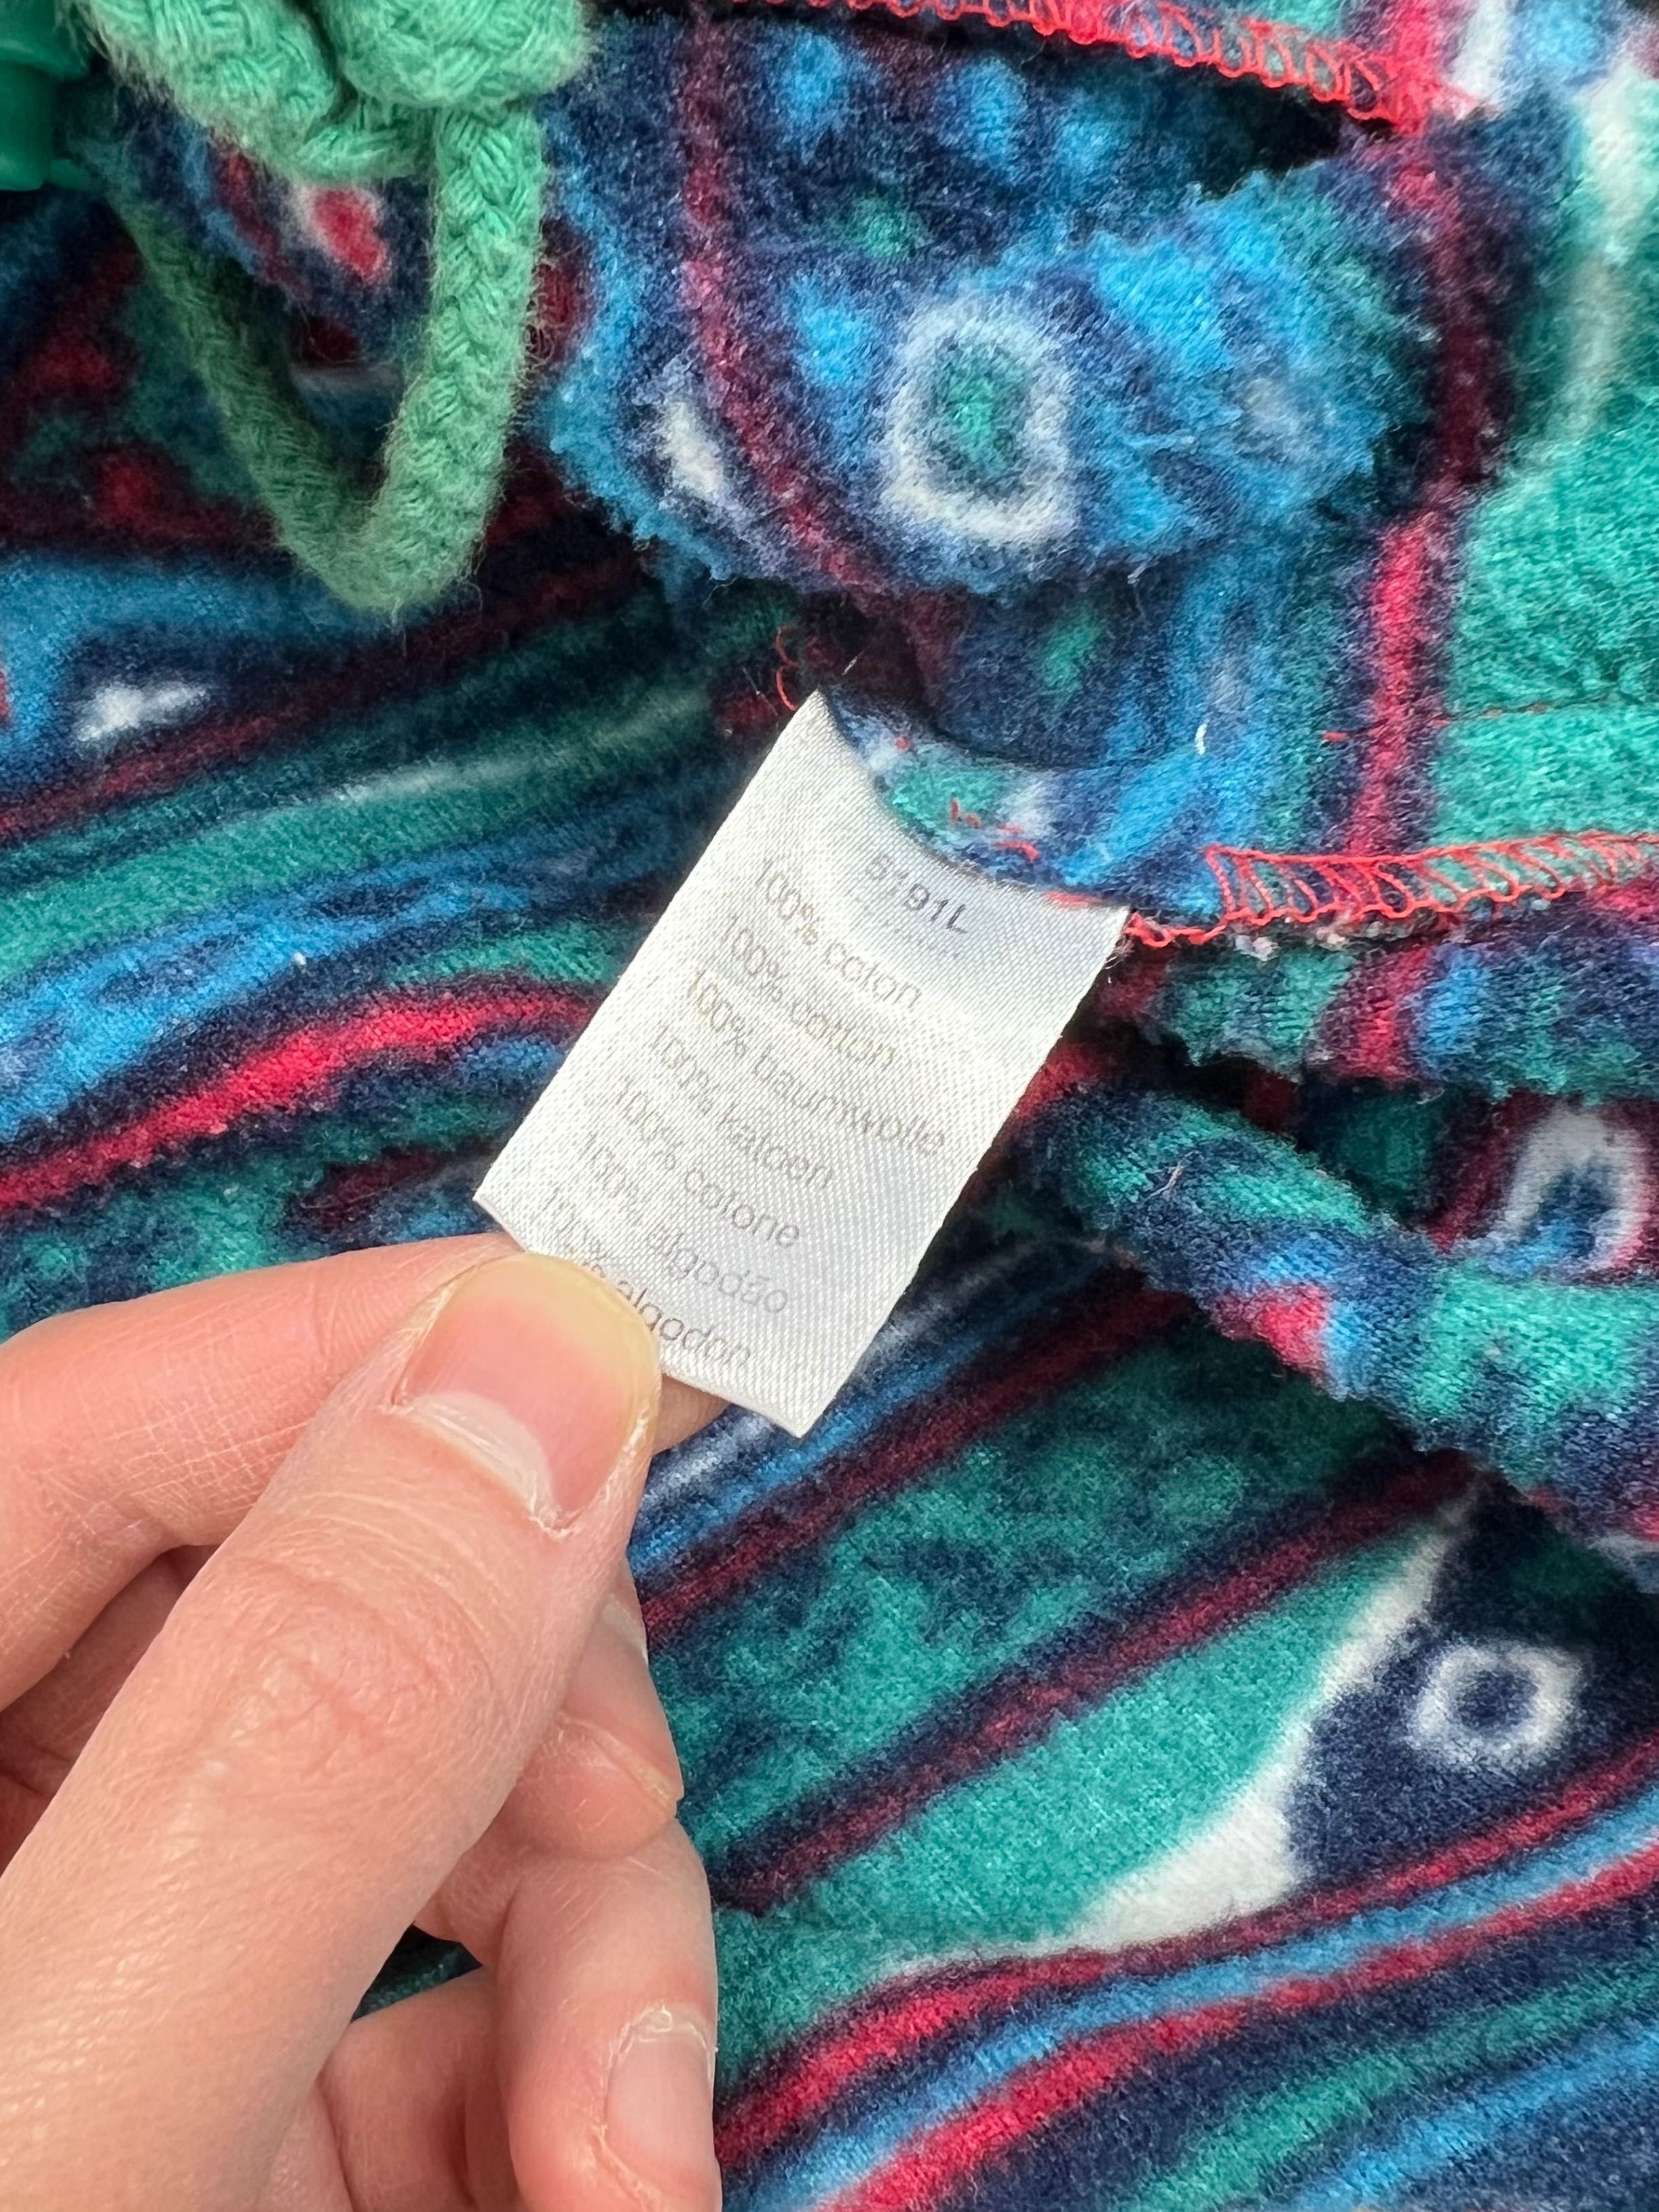 5791L
100% coton
100% cotton
100% baumwolle
100% katoen
100% cotone
100% algodão
100% algodon